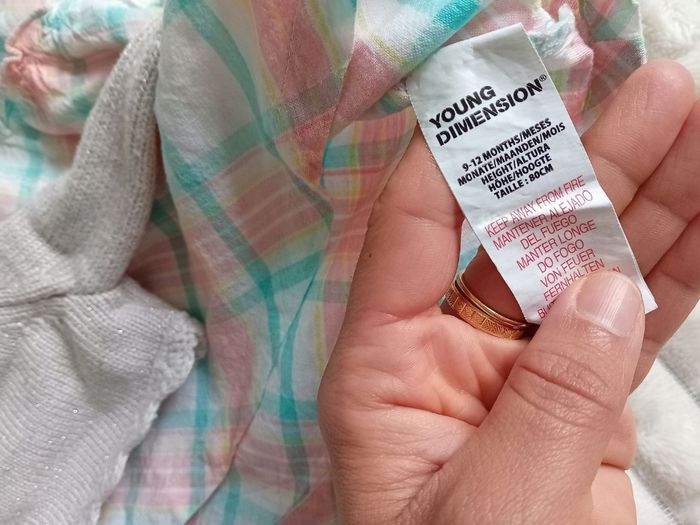 YOUNG
DIMENSION®
9-12 MONTHS/MESES
MONATE/MAANDEN/MOIS
HEIGHT/ALTURA
HÖHE/HOOGTE
TAILLE : 80CM
KEEP AWAY FROM FIRE
MANTENER ALEJADO
DEL FUEGO
MANTER LONGE
DO FOGO
VON FEUER
FERNHALTEN